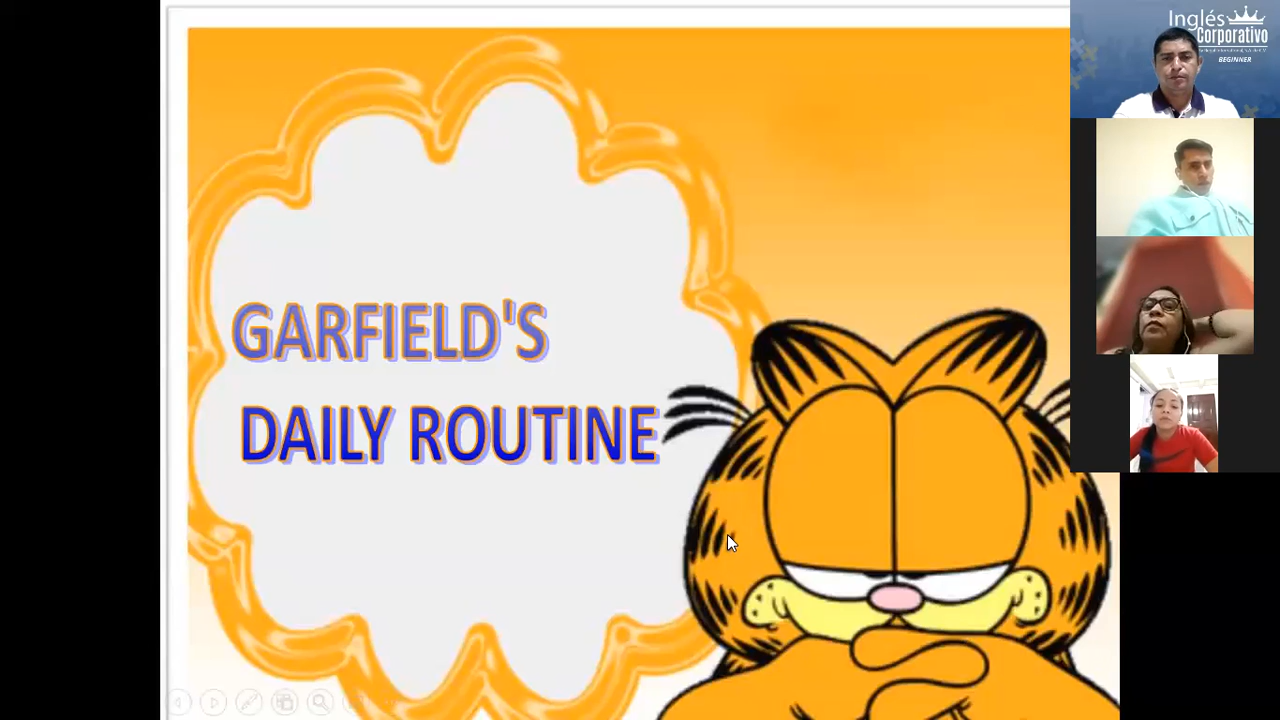 GARFIELD'S
DAILY ROUTINE
Inglés
Corporativo
BEGINNER